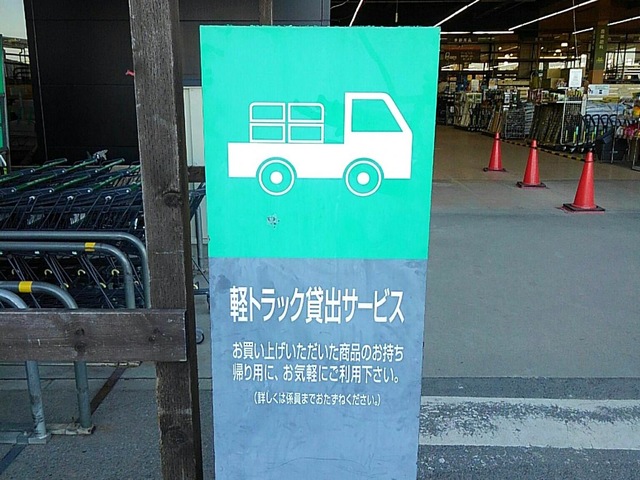 軽トラック貸出サービス
お買い上げいただいた商品のお持ち
帰り用に、お気軽にご利用下さい。
(詳しくは係員までおたずねください。)